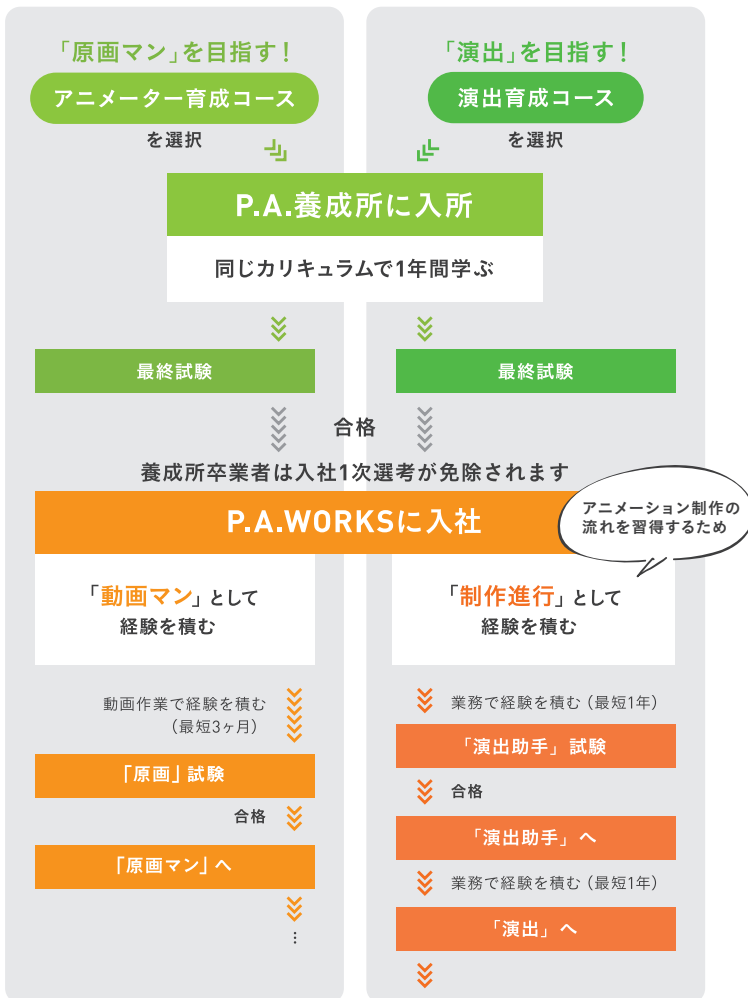 「原画マン」を目指す！
アニメーター育成コース
を選択
「演出」を目指す！
演出育成コース
を選択
P.A.養成所に入所
同じカリキュラムで1年間学ぶ
最終試験
最終試験
合格
養成所卒業者は入社1次選考が免除されます
P.A.WORKSに入社
アニメーション制作の
流れを習得するため
「動画マン」として
経験を積む
「制作進行」として
経験を積む
動画作業で経験を積む
（最短3ヶ月）
「原画」試験
合格
「原画マン」へ
…
業務で経験を積む（最短1年）
「演出助手」試験
合格
「演出助手」へ
業務で経験を積む（最短1年）
「演出」へ